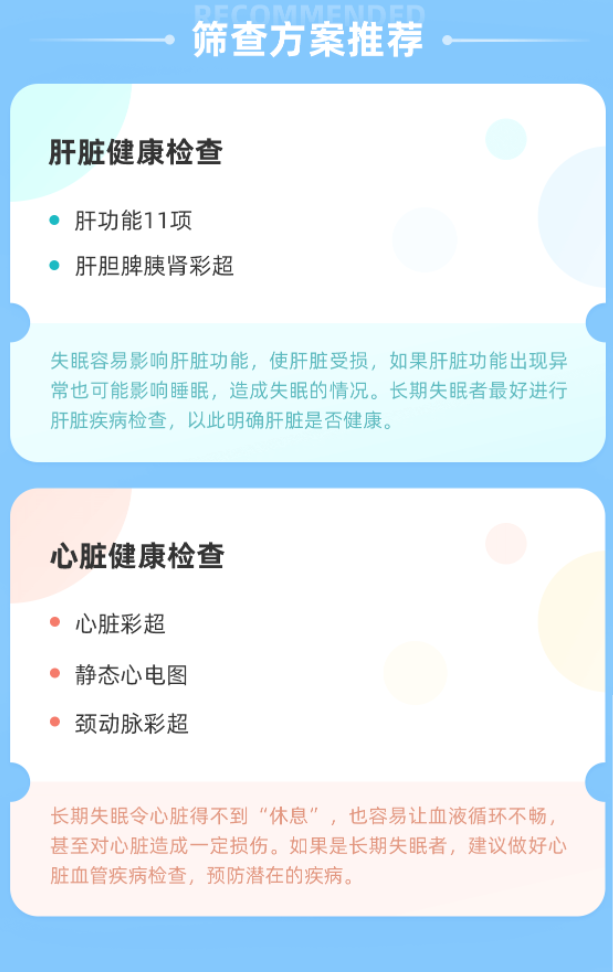 RECOMMENDED
筛查方案推荐
肝脏健康检查
肝功能11项
肝胆脾胰肾彩超
失眠容易影响肝脏功能，使肝脏受损，如果肝脏功能出现异
常也可能影响睡眠，造成失眠的情况。长期失眠者最好进行
肝脏疾病检查，以此明确肝脏是否健康。
心脏健康检查
心脏彩超
静态心电图
颈动脉彩超
长期失眠令心脏得不到“休息”，也容易让血液循环不畅，
甚至对心脏造成一定损伤。如果是长期失眠者，建议做好心
脏血管疾病检查，预防潜在的疾病。